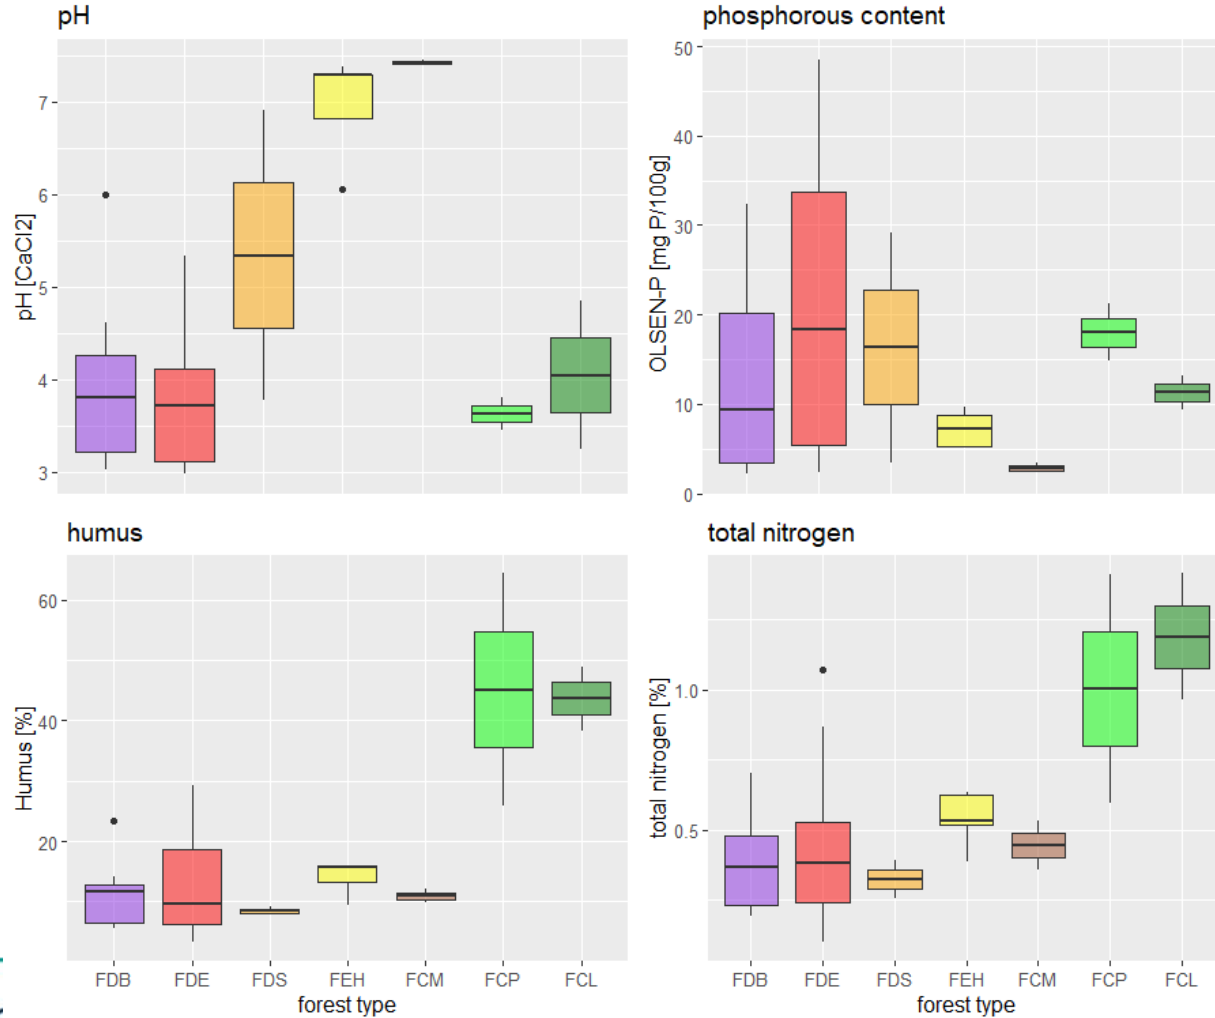 pH
pH [CaCl2]
7
6
5
4
3
phosphorous content
OLSEN-P [mg P/100g]
50
40
30
20
10
0
humus
Humus [%]
60
40
20
FDB FDE FDS FEH FCM FCP FCL
forest type
total nitrogen
total nitrogen [%]
1.0
0.5
FDB FDE FDS FEH FCM FCP FCL
forest type